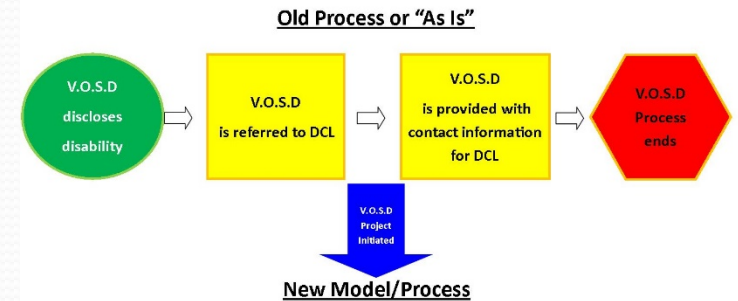 Old Process or "As Is"
V.O.S.D
discloses
disability
V.O.S.D
is referred to DCL
V.O.S.D
is provided with
contact information
for DCL
V.O.S.D
Process
ends
V.O.S.D
Project
Initiated
New Model/Process